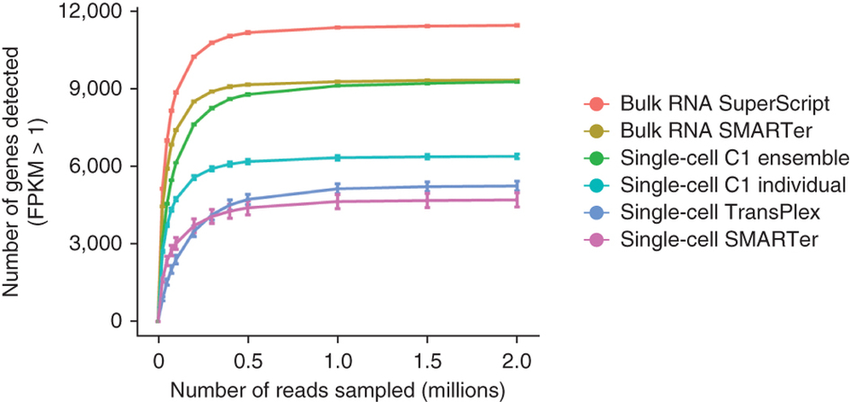 Number of genes detected
(FPKM > 1)
12,000
9,000
6,000
3,000
0
0
0.5
1.0
1.5
2.0
Number of reads sampled (millions)
Bulk RNA SuperScript
Bulk RNA SMARTer
Single-cell C1 ensemble
Single-cell C1 individual
Single-cell TransPlex
Single-cell SMARTer